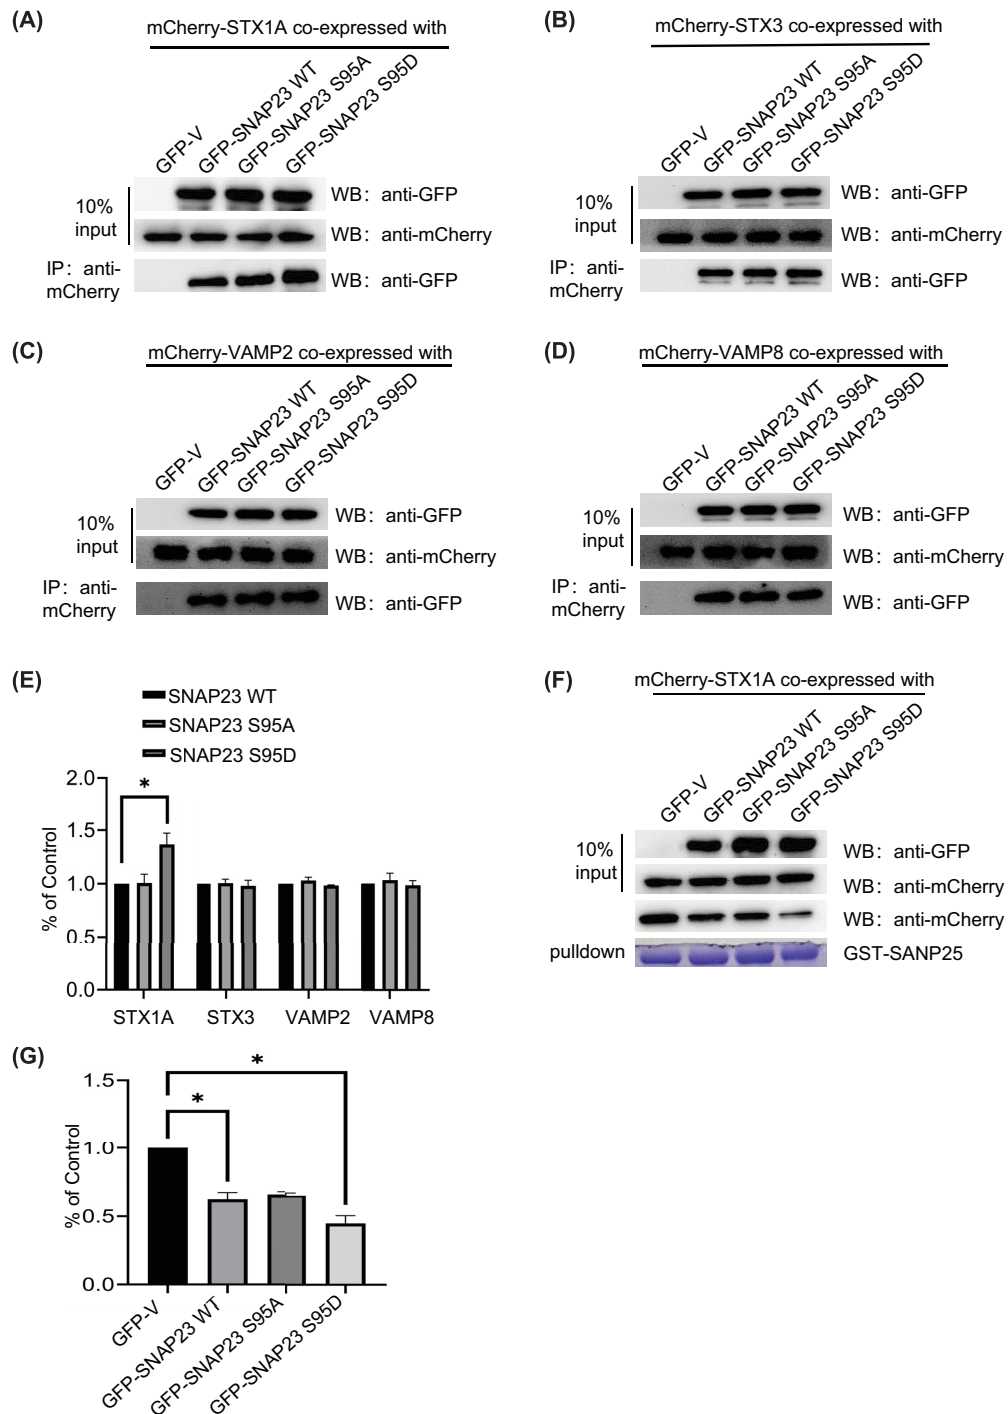 (A)
mCherry-STX1A co-expressed with
GFP-V
GFP-SNAP23 WT
GFP-SNAP23 S95A
GFP-SNAP23 S95D
10%
input
WB: anti-GFP
WB: anti-mCherry
IP: anti-
mCherry
WB: anti-GFP
(B)
mCherry-STX3 co-expressed with
GFP-V
GFP-SNAP23 WT
GFP-SNAP23 S95A
GFP-SNAP23 S95D
10%
input
WB: anti-GFP
WB: anti-mCherry
IP: anti-
mCherry
WB: anti-GFP
(C)
mCherry-VAMP2 co-expressed with
GFP-V
GFP-SNAP23 WT
GFP-SNAP23 S95A
GFP-SNAP23 S95D
10%
input
WB: anti-GFP
WB: anti-mCherry
IP: anti-
mCherry
WB: anti-GFP
(D)
mCherry-VAMP8 co-expressed with
GFP-V
GFP-SNAP23 WT
GFP-SNAP23 S95A
GFP-SNAP23 S95D
10%
input
WB: anti-GFP
WB: anti-mCherry
IP: anti-
mCherry
WB: anti-GFP
(E)
SNAP23 WT
SNAP23 S95A
SNAP23 S95D
% of Control
2.0
1.5
1.0
0.5
0.0
*
STX1A
STX3
VAMP2
VAMP8
(F)
mCherry-STX1A co-expressed with
GFP-V
GFP-SNAP23 WT
GFP-SNAP23 S95A
GFP-SNAP23 S95D
10%
input
WB: anti-GFP
WB: anti-mCherry
WB: anti-mCherry
pulldown
GST-SANP25
(G)
% of Control
1.5
1.0
0.5
0.0
*
*
GFP-V
GFP-SNAP23 WT
GFP-SNAP23 S95A
GFP-SNAP23 S95D